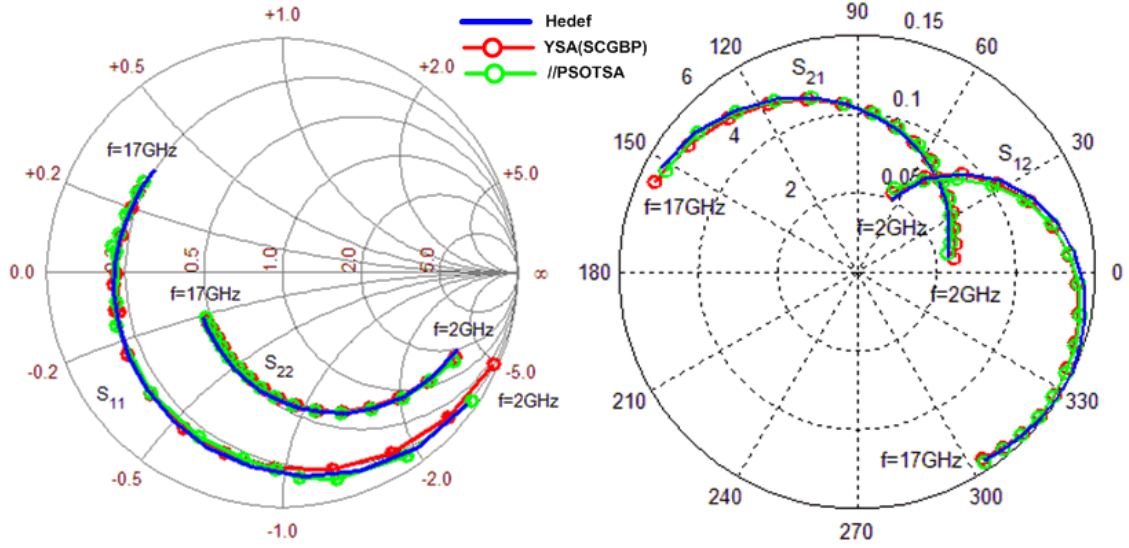 +1.0
Hedef
YSA(SCGBP)
//PSOTSA
+0.5
+2.0
f=17GHz
+0.2
+5.0
0.0
0.5
1.0
2.0
5.0
∞
f=17GHz
f=2GHz
S22
-0.2
-5.0
S11
f=2GHz
-0.5
-2.0
-1.0
90
0.15
120
60
6
S21
0.1
150
4
30
S12
0.05
2
f=17GHz
f=2GHz
180
0
f=2GHz
210
330
f=17GHz
240
300
270